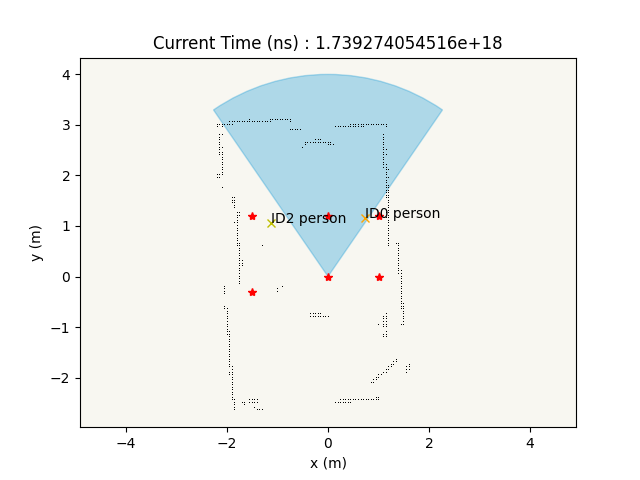 Current Time (ns) : 1.739274054516e+18
y (m)
4
3
2
1
0
−1
−2
ID2 person
ID0 person
−4
−2
0
2
4
x (m)